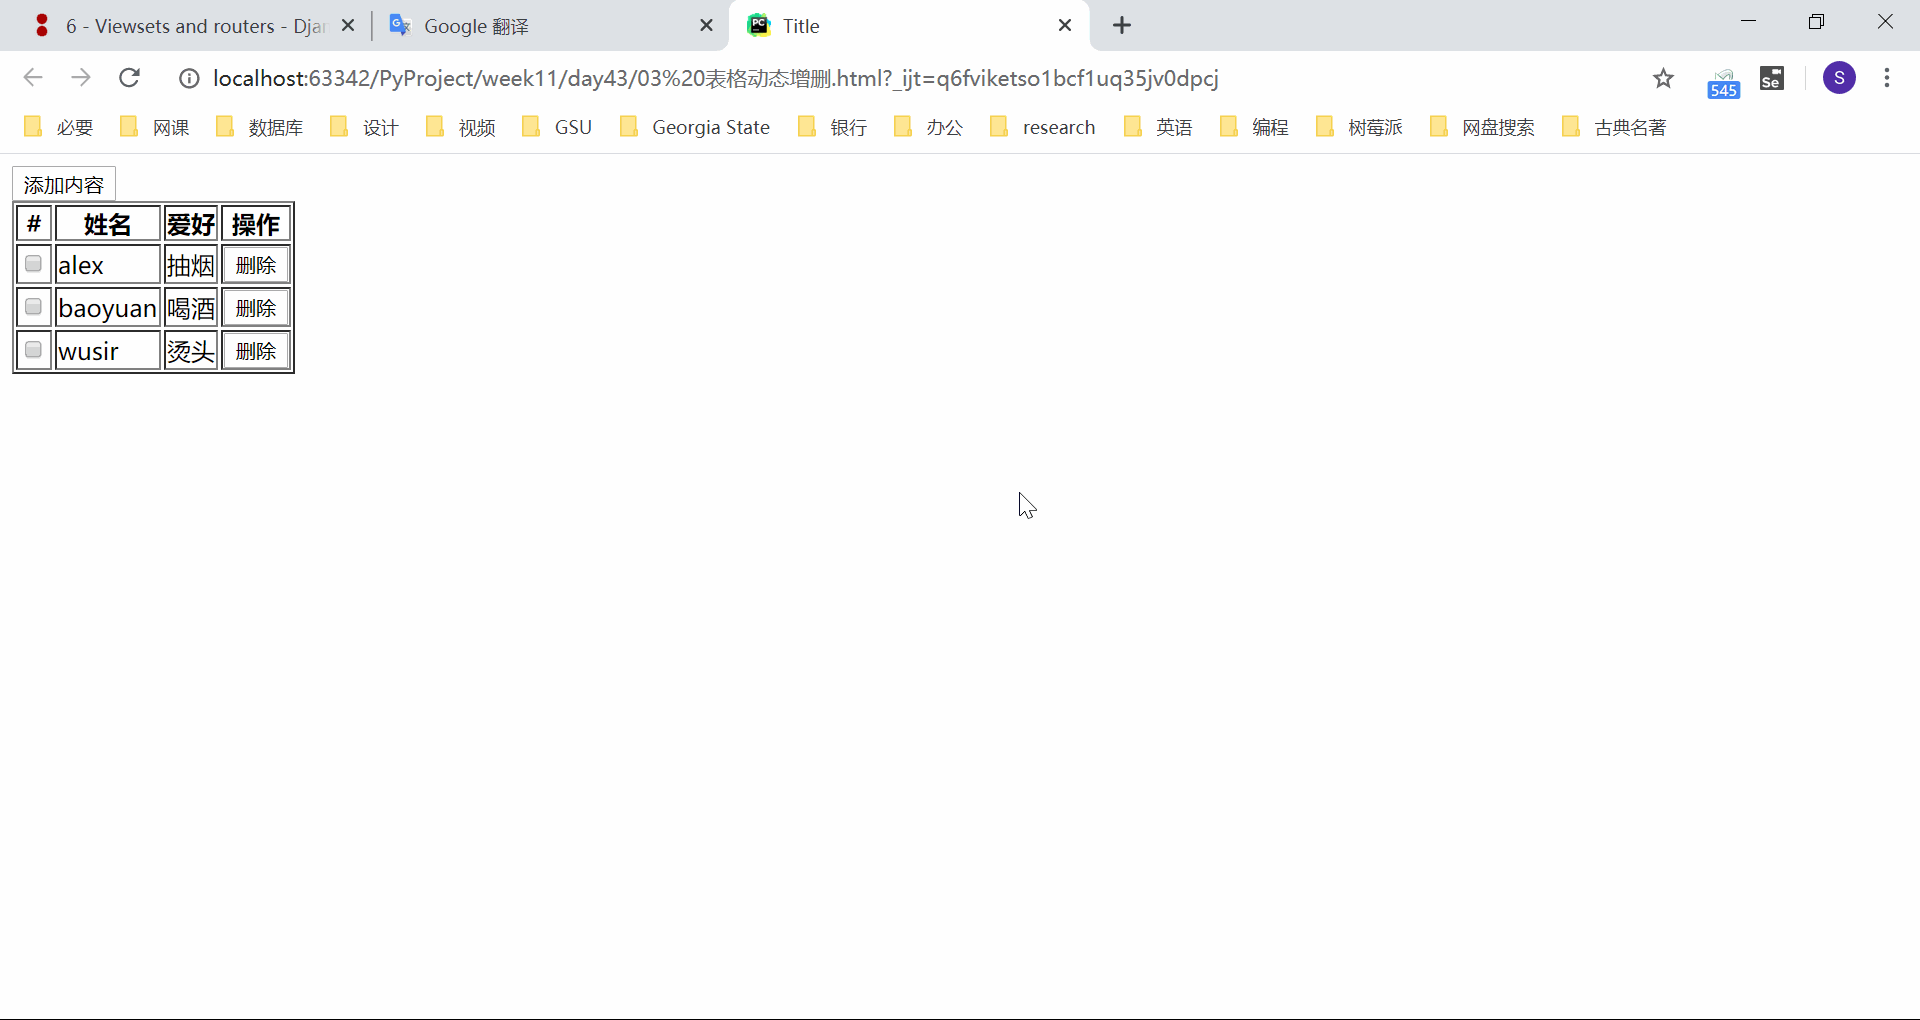 6 - Viewsets and routers - Djar
Google 翻译
Title
localhost:63342/PyProject/week11/day43/03%20表格动态增删.html?_ijt=q6fviketso1bcf1uq35jv0dpcj
545
Se
S
必要 网课 数据库 设计 视频 GSU Georgia State 银行 办公 research 英语 编程 树莓派 网盘搜索 古典名著
添加内容
# 姓名 爱好 操作
alex 抽烟 删除
baoyuan 喝酒 删除
wusir 烫头 删除